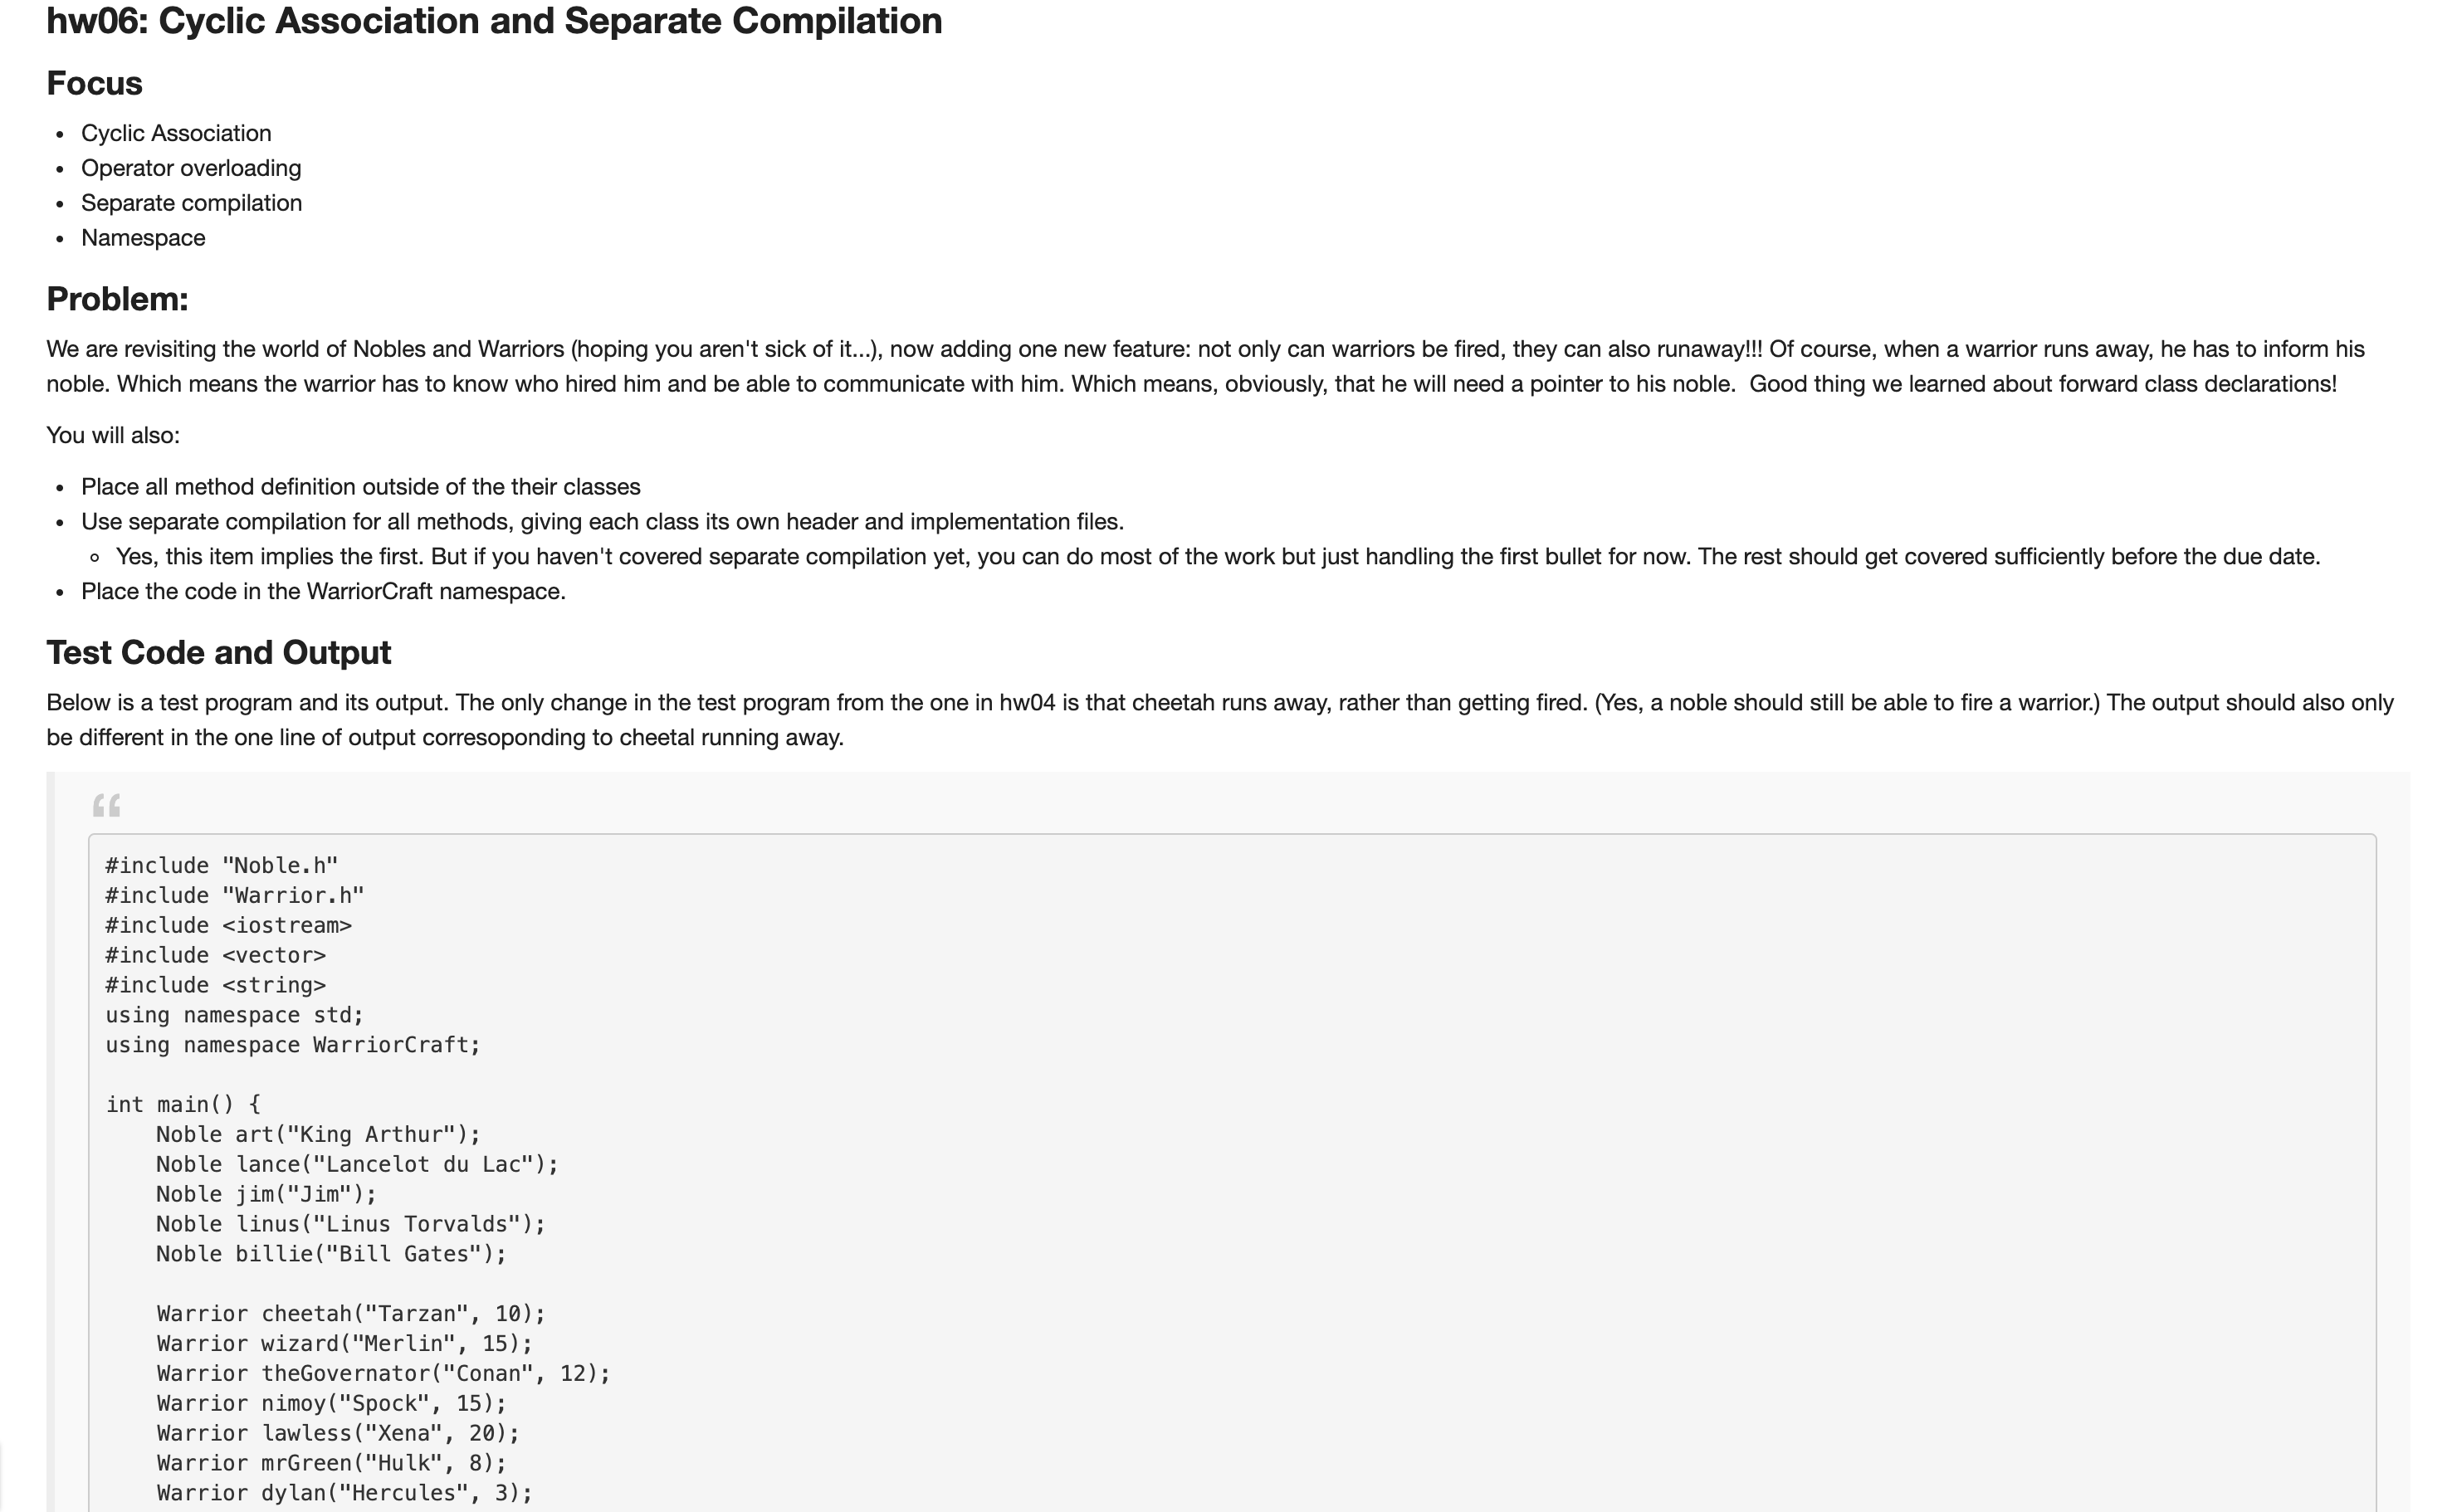 hw06: Cyclic Association and Separate Compilation
Focus
• Cyclic Association
• Operator overloading
• Separate compilation
• Namespace
Problem:
We are revisiting the world of Nobles and Warriors (hoping you aren't sick of it...), now adding one new feature: not only can warriors be fired, they can also runaway!!! Of course, when a warrior runs away, he has to inform his
noble. Which means the warrior has to know who hired him and be able to communicate with him. Which means, obviously, that he will need a pointer to his noble.  Good thing we learned about forward class declarations!
You will also:
• Place all method definition outside of the their classes
• Use separate compilation for all methods, giving each class its own header and implementation files.
◦ Yes, this item implies the first. But if you haven't covered separate compilation yet, you can do most of the work but just handling the first bullet for now. The rest should get covered sufficiently before the due date.
• Place the code in the WarriorCraft namespace.
Test Code and Output
Below is a test program and its output. The only change in the test program from the one in hw04 is that cheetah runs away, rather than getting fired. (Yes, a noble should still be able to fire a warrior.) The output should also only
be different in the one line of output corresoponding to cheetal running away.
“
#include "Noble.h"
#include "Warrior.h"
#include <iostream>
#include <vector>
#include <string>
using namespace std;
using namespace WarriorCraft;

int main() {
    Noble art("King Arthur");
    Noble lance("Lancelot du Lac");
    Noble jim("Jim");
    Noble linus("Linus Torvalds");
    Noble billie("Bill Gates");

    Warrior cheetah("Tarzan", 10);
    Warrior wizard("Merlin", 15);
    Warrior theGovernator("Conan", 12);
    Warrior nimoy("Spock", 15);
    Warrior lawless("Xena", 20);
    Warrior mrGreen("Hulk", 8);
    Warrior dylan("Hercules", 3);